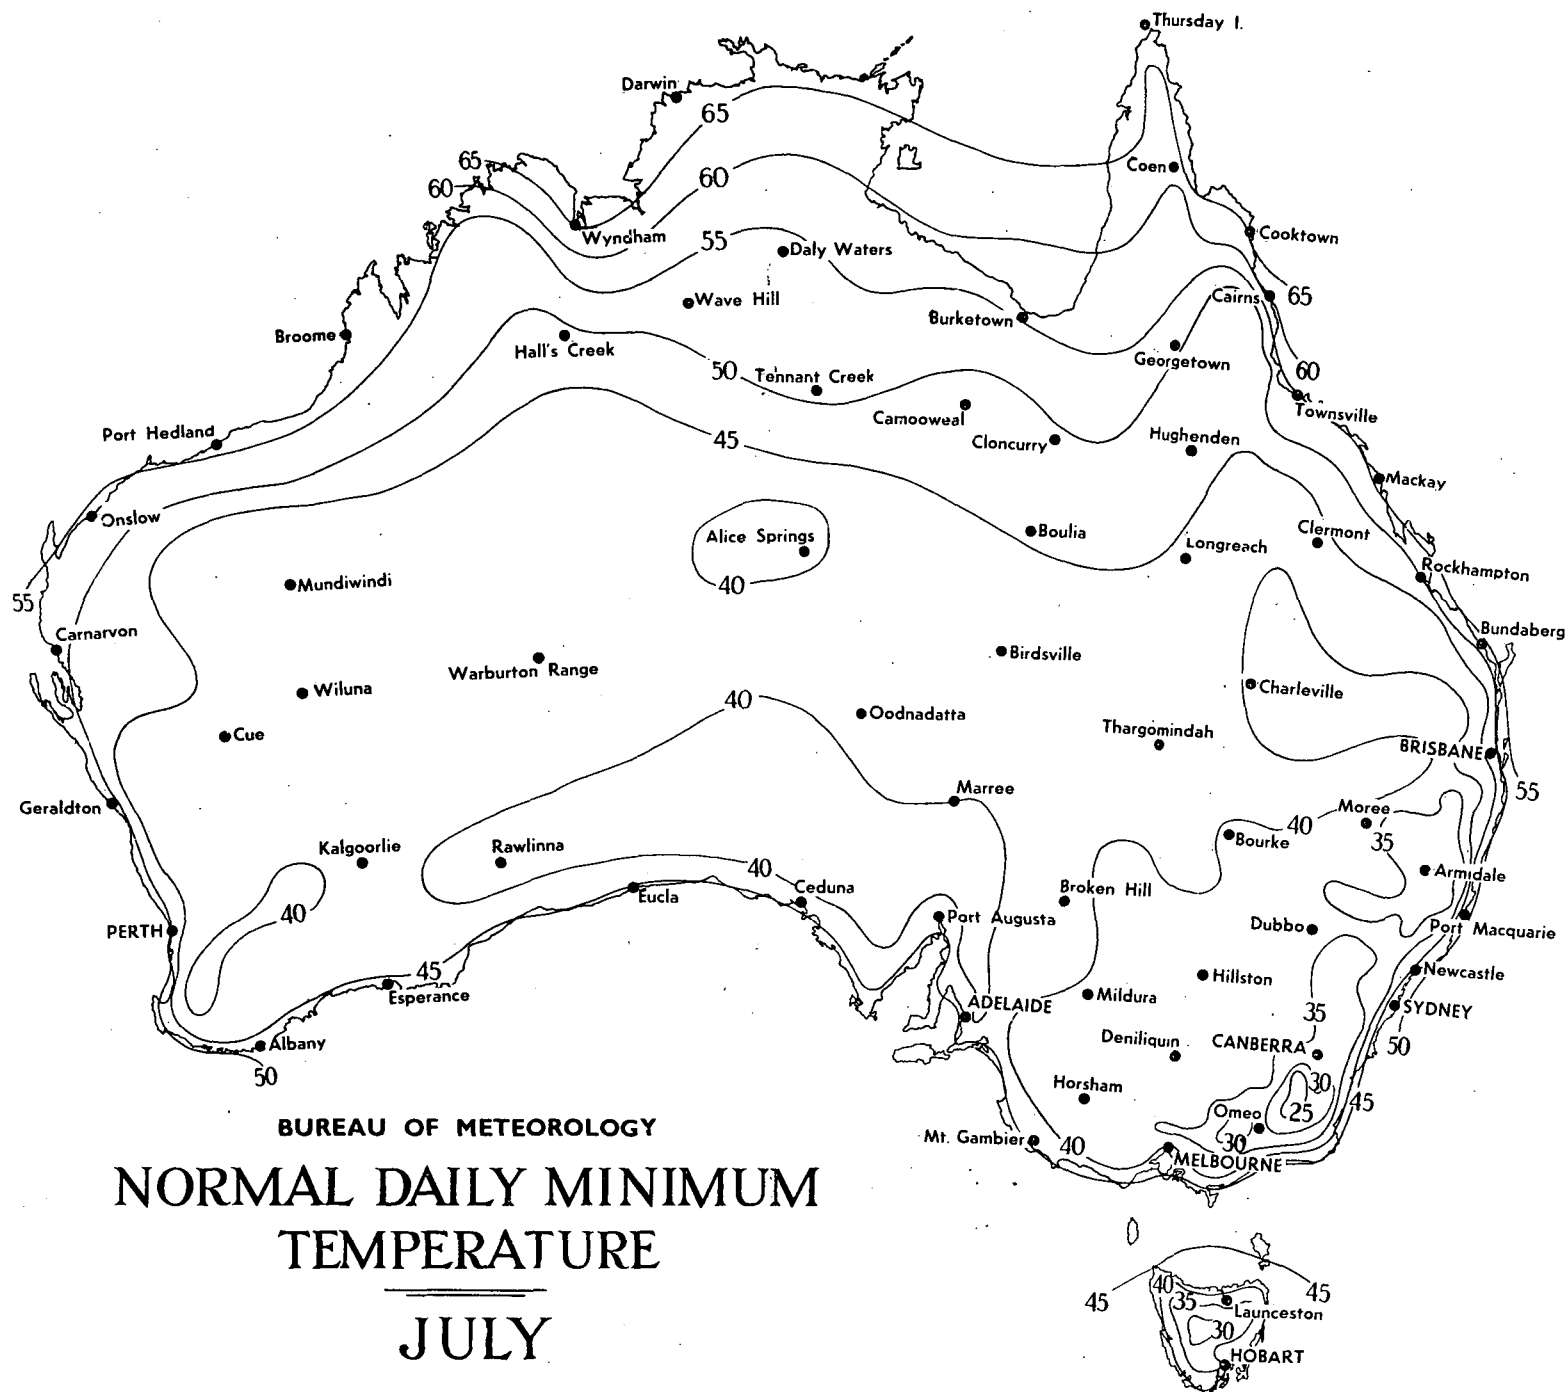 Thursday I.
Darwin
65
65
Coen
60
60
Wyndham
55
Daly Waters
Cooktown
Wave Hill
Cairns
65
Burketown
Broome
Hall's Creek
Georgetown
50
Tennant Creek
60
Camooweal
Townsville
Port Hedland
45
Cloncurry
Hughenden
Mackay
Onslow
Alice Springs
Boulia
Clermont
Longreach
40
Mundiwindi
Rockhampton
55
Carnarvon
Bundaberg
Birdsville
Warburton Range
Wiluna
Charleville
40
Oodnadatta
Cue
Thargomindah
BRISBANE
Marree
55
Geraldton
Moree
40
Bourke
35
Kalgoorlie
Rawlinna
40
Armidale
Ceduna
Broken Hill
Eucla
40
Port Augusta
PERTH
Dubbo
Port Macquarie
45
Hillston
Newcastle
Esperance
Mildura
ADELAIDE
35
SYDNEY
Albany
Deniliquin
CANBERRA
50
50
Horsham
30
45
25
Omeo
BUREAU OF METEOROLOGY
Mt. Gambier
40
30
MELBOURNE
NORMAL DAILY MINIMUM
TEMPERATURE
JULY
45
40
45
35
Launceston
30
HOBART